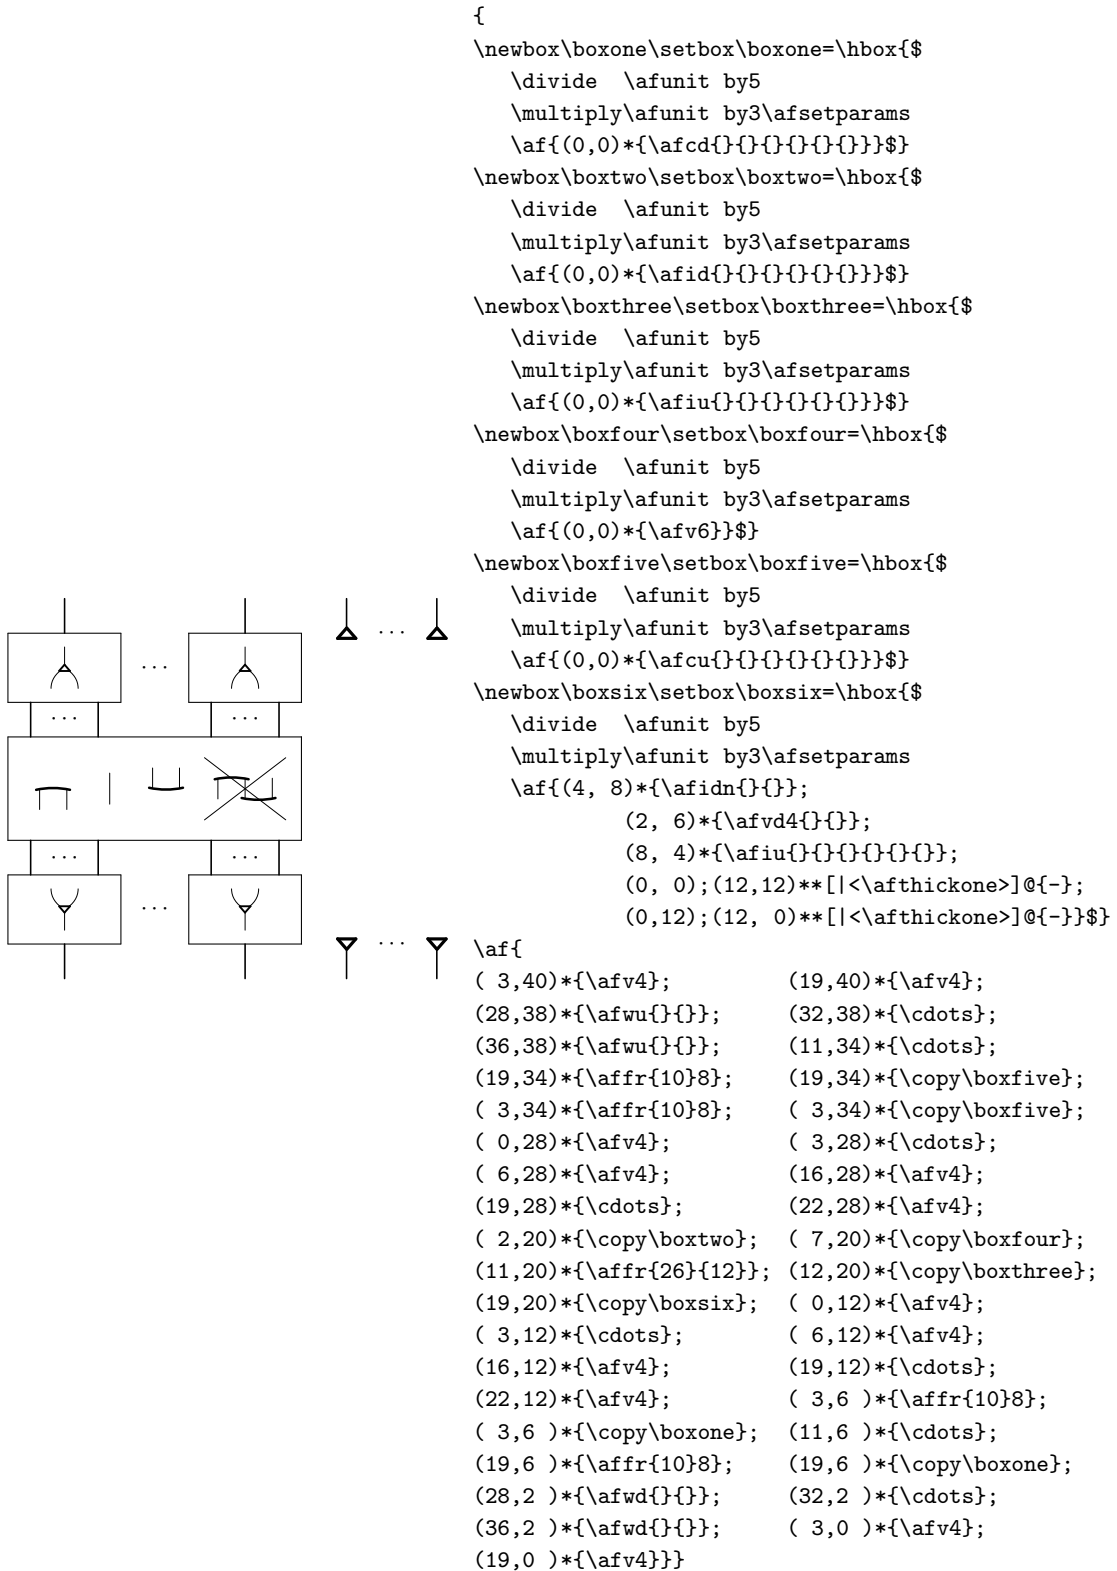 {
\newbox\boxone\setbox\boxone=\hbox{$
   \divide  \afunit by5
   \multiply\afunit by3\afsetparams
   \af{(0,0)*{\afcd{}{}{}{}{}{}}}$}
\newbox\boxtwo\setbox\boxtwo=\hbox{$
   \divide  \afunit by5
   \multiply\afunit by3\afsetparams
   \af{(0,0)*{\afid{}{}{}{}{}{}}}$}
\newbox\boxthree\setbox\boxthree=\hbox{$
   \divide  \afunit by5
   \multiply\afunit by3\afsetparams
   \af{(0,0)*{\afiu{}{}{}{}{}{}}}$}
\newbox\boxfour\setbox\boxfour=\hbox{$
   \divide  \afunit by5
   \multiply\afunit by3\afsetparams
   \af{(0,0)*{\afv6}}$}
\newbox\boxfive\setbox\boxfive=\hbox{$
   \divide  \afunit by5
   \multiply\afunit by3\afsetparams
   \af{(0,0)*{\afcu{}{}{}{}{}{}}}$}
\newbox\boxsix\setbox\boxsix=\hbox{$
   \divide  \afunit by5
   \multiply\afunit by3\afsetparams
   \af{(4, 8)*{\afidn{}{}};
            (2, 6)*{\afvd4{}{}};
            (8, 4)*{\afiu{}{}{}{}{}{}};
            (0, 0);(12,12)**[|<\afthickone>]@{-};
            (0,12);(12, 0)**[|<\afthickone>]@{-}}$}
\af{
( 3,40)*{\afv4};         (19,40)*{\afv4};
(28,38)*{\afwu{}{}};     (32,38)*{\cdots};
(36,38)*{\afwu{}{}};     (11,34)*{\cdots};
(19,34)*{\affr{10}8};    (19,34)*{\copy\boxfive};
( 3,34)*{\affr{10}8};    ( 3,34)*{\copy\boxfive};
( 0,28)*{\afv4};         ( 3,28)*{\cdots};
( 6,28)*{\afv4};         (16,28)*{\afv4};
(19,28)*{\cdots};        (22,28)*{\afv4};
( 2,20)*{\copy\boxtwo};  ( 7,20)*{\copy\boxfour};
(11,20)*{\affr{26}{12}}; (12,20)*{\copy\boxthree};
(19,20)*{\copy\boxsix};  ( 0,12)*{\afv4};
( 3,12)*{\cdots};        ( 6,12)*{\afv4};
(16,12)*{\afv4};         (19,12)*{\cdots};
(22,12)*{\afv4};         ( 3,6 )*{\affr{10}8};
( 3,6 )*{\copy\boxone};  (11,6 )*{\cdots};
(19,6 )*{\affr{10}8};    (19,6 )*{\copy\boxone};
(28,2 )*{\afwd{}{}};     (32,2 )*{\cdots};
(36,2 )*{\afwd{}{}};     ( 3,0 )*{\afv4};
(19,0 )*{\afv4}}}